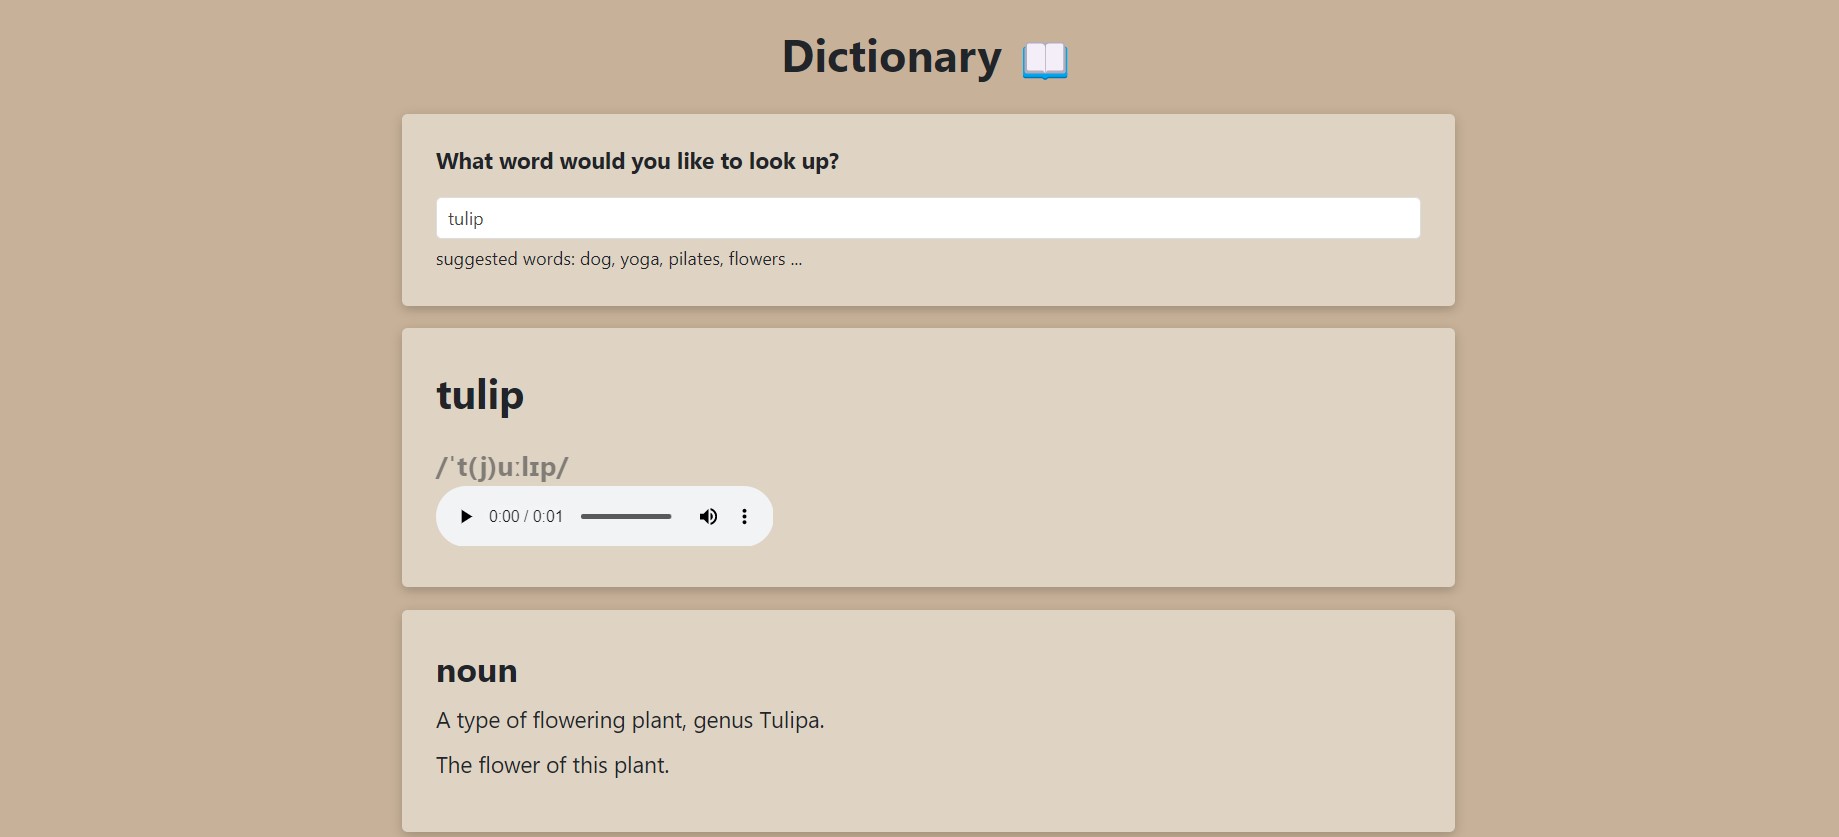 Dictionary 📖
What word would you like to look up?
tulip
suggested words: dog, yoga, pilates, flowers ...
tulip
/ˈt(j)uːlɪp/
0:00 / 0:01
noun
A type of flowering plant, genus Tulipa.
The flower of this plant.